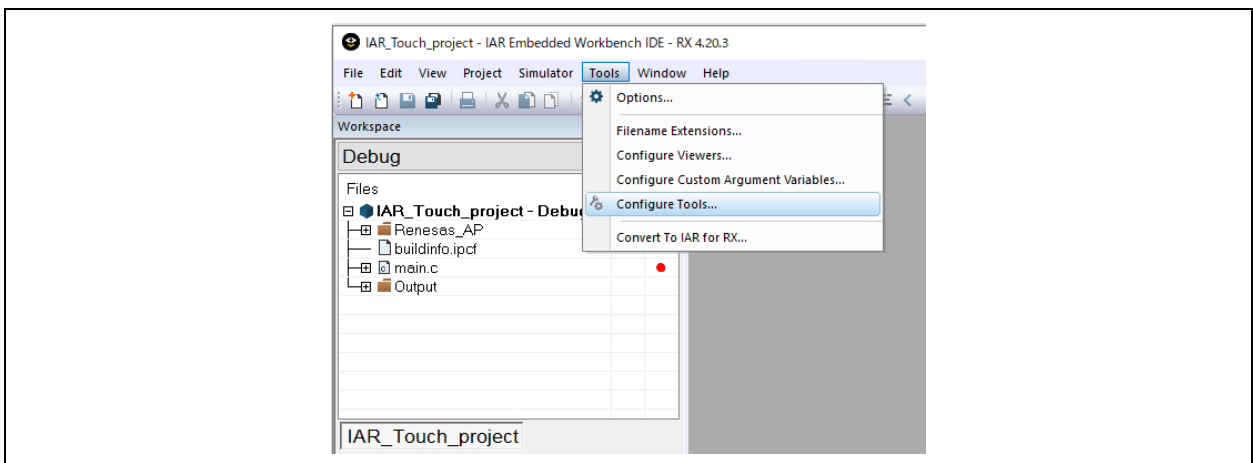 IAR_Touch_project - IAR Embedded Workbench IDE - RX 4.20.3
File Edit View Project Simulator Tools Window Help
Options...
Workspace
Filename Extensions...
Debug
Configure Viewers...
Configure Custom Argument Variables...
Files
Configure Tools...
IAR_Touch_project - Debu
Renesas_AP
Convert To IAR for RX...
buildinfo.ipcf
main.c
Output
IAR_Touch_project